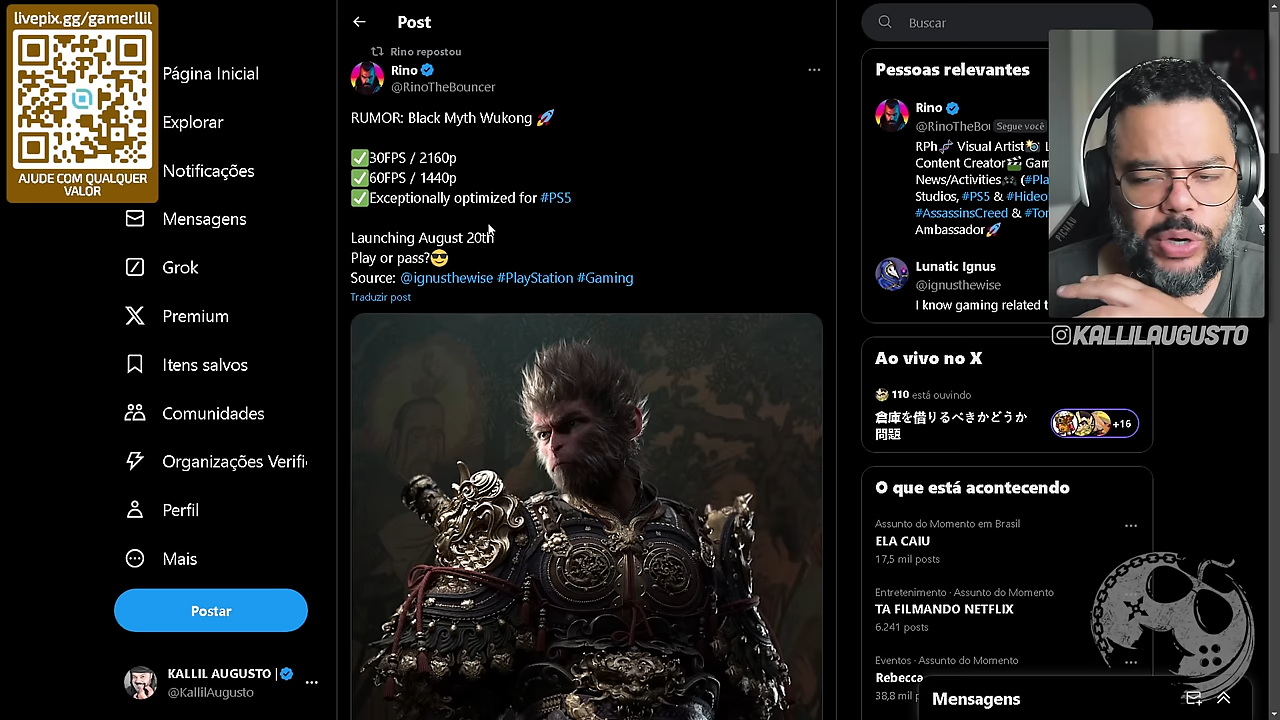 livepix.gg/gamerllil
AJUDE COM QUALQUER
VALOR
Página Inicial
Explorar
Notificações
Mensagens
Grok
Premium
Itens salvos
Comunidades
Organizações Verifi
Perfil
Mais
Postar
KALLIL AUGUSTO |
@KallilAugusto
Post
Rino repostou
Rino
@RinoTheBouncer
RUMOR: Black Myth Wukong 🚀
✅30FPS / 2160p
✅60FPS / 1440p
✅Exceptionally optimized for #PS5
Launching August 20th
Play or pass?😎
Source: @ignusthewise #PlayStation #Gaming
Traduzir post
Buscar
Pessoas relevantes
Rino
@RinoTheBo Segue você
RPh Visual Artist L
Content Creator Gam
News/Activities (#Pla
Studios, #PS5 & #Hideo
#AssassinsCreed & #Tor
Ambassador🚀
Lunatic Ignus
@ignusthewise
I know gaming related t
KALLILAUGUSTO
Ao vivo no X
110 está ouvindo
倉庫を借りるべきかどうか
問題
+16
O que está acontecendo
Assunto do Momento em Brasil
ELA CAIU
17,5 mil posts
Entretenimento · Assunto do Momento
TA FILMANDO NETFLIX
6.241 posts
Eventos · Assunto do Momento
Rebecca
38,8 mil p
Mensagens